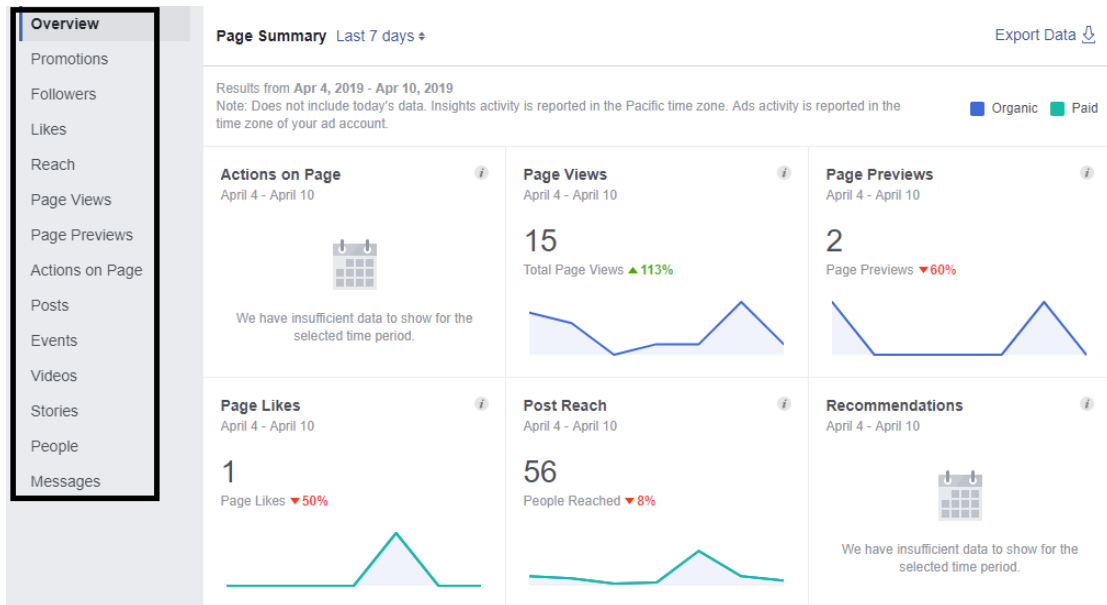 Overview
Promotions
Followers
Likes
Reach
Page Views
Page Previews
Actions on Page
Posts
Events
Videos
Stories
People
Messages
Page Summary Last 7 days
Export Data
Results from Apr 4, 2019 - Apr 10, 2019
Note: Does not include today's data. Insights activity is reported in the Pacific time zone. Ads activity is reported in the
time zone of your ad account.
Organic Paid
Actions on Page
April 4 - April 10
We have insufficient data to show for the
selected time period.
Page Views
April 4 - April 10
15
Total Page Views ▲ 113%
Page Previews
April 4 - April 10
2
Page Previews ▼ 60%
Page Likes
April 4 - April 10
1
Page Likes ▼ 50%
Post Reach
April 4 - April 10
56
People Reached ▼ 8%
Recommendations
April 4 - April 10
We have insufficient data to show for the
selected time period.